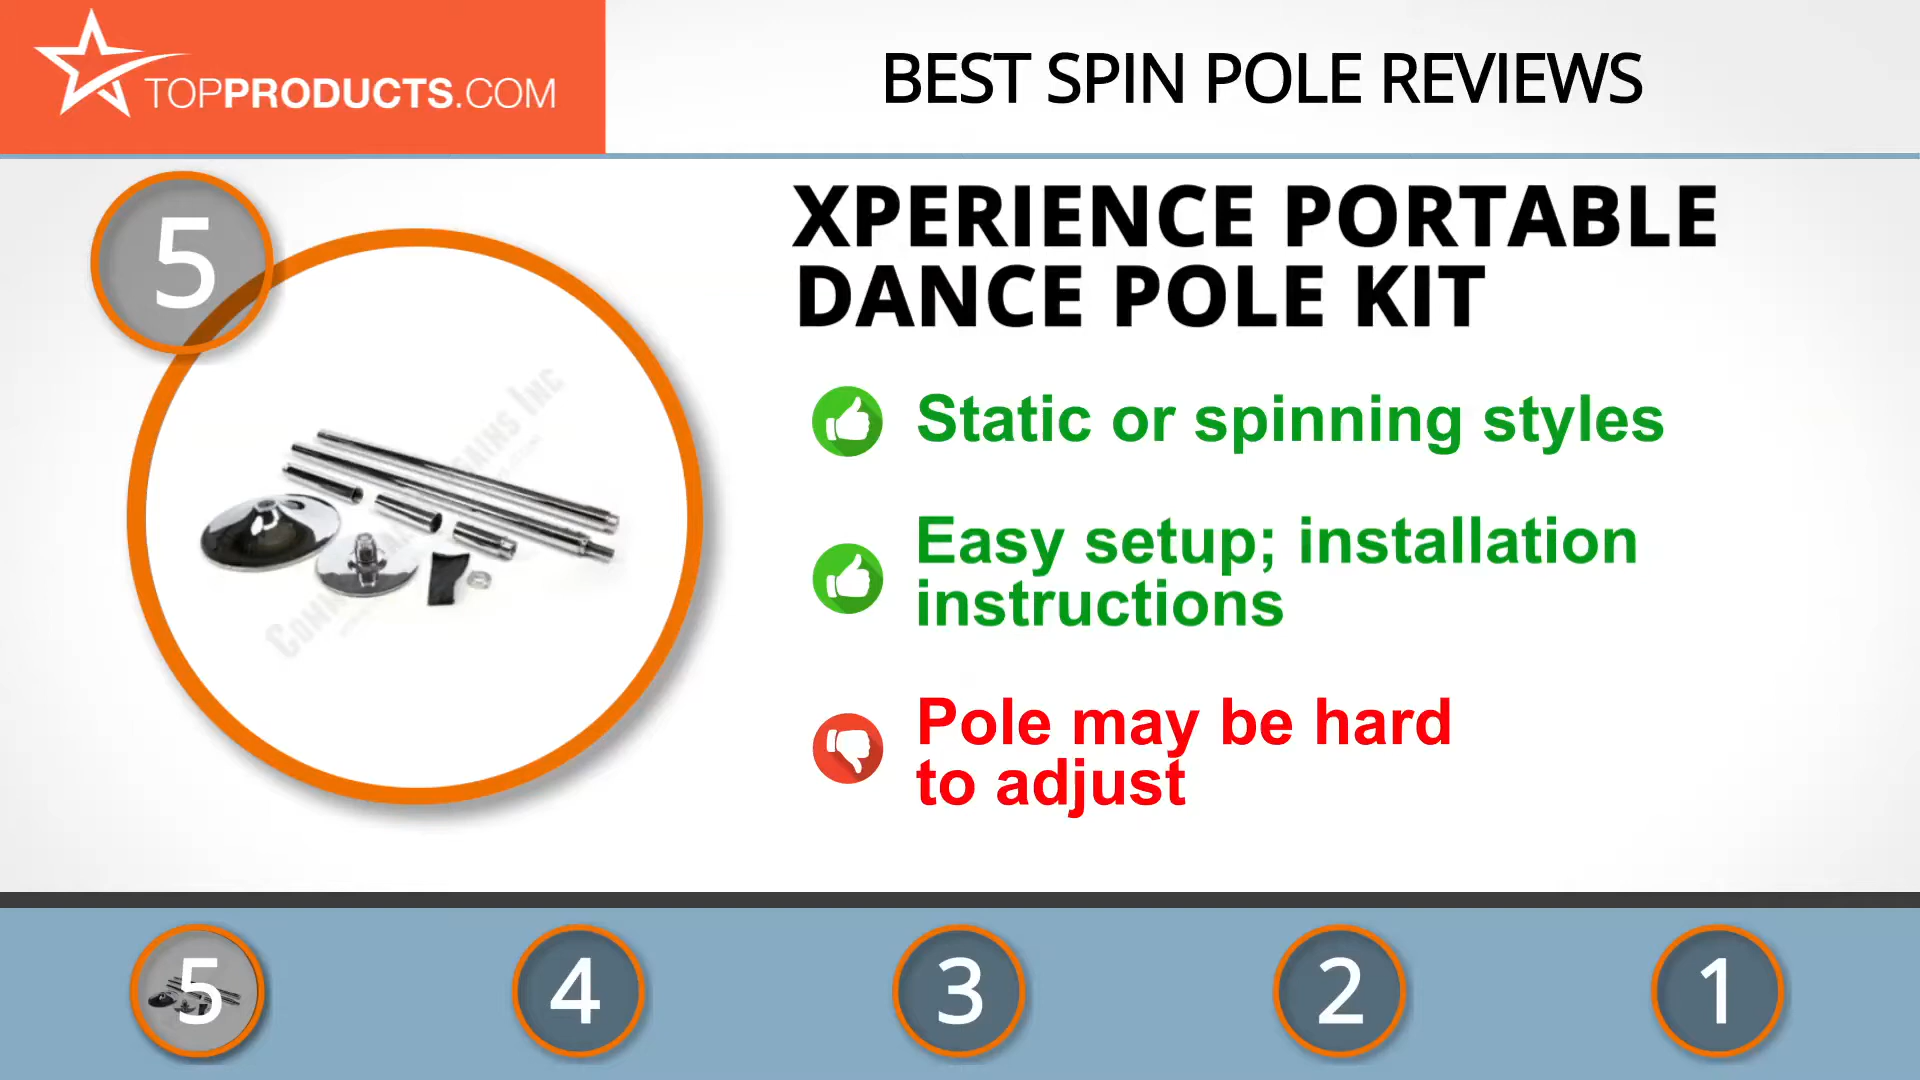 TOPPRODUCTS.COM
BEST SPIN POLE REVIEWS
5
XPERIENCE PORTABLE
DANCE POLE KIT
Static or spinning styles
Easy setup; installation
instructions
Pole may be hard
to adjust
5
4
3
2
1